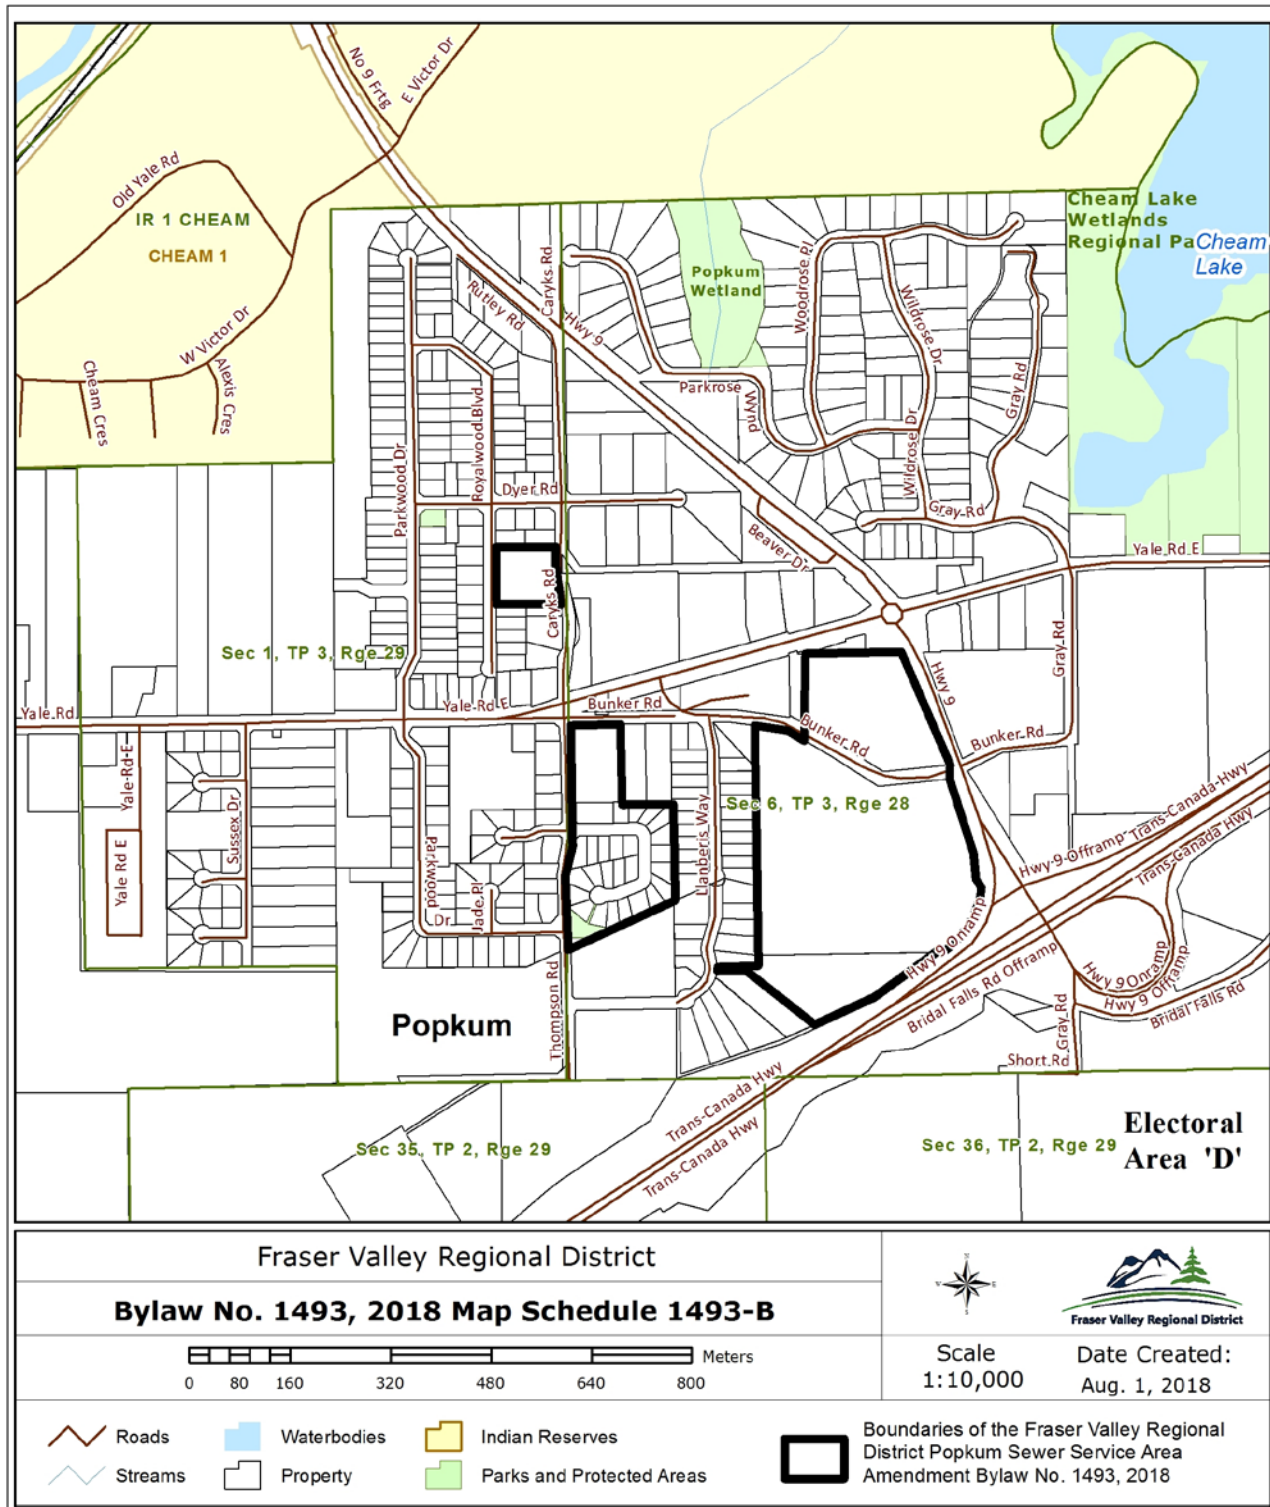 No 9 Frtg
E Victor Dr
Old Yale Rd
IR 1 CHEAM
CHEAM 1
W Victor Dr
Cheam Cres
Alexis Cres
Rutley Rd
Caryks Rd
Hwy 9
Popkum
Wetland
Cheam Lake
Wetlands
Regional Pa
Cheam
Lake
Woodrose Pl
Wildrose Dr
Gray Rd
Parkrose
Wynd
Wildrose Dr
Royalwood Blvd
Parkwood Dr
Dyer Rd
Beaver Dr
Gray Rd
Yale Rd E
Caryks Rd
Gray Rd
Sec 1, TP 3, Rge 29
Hwy 9
Yale Rd
Yale Rd E
Bunker Rd
Bunker Rd
Bunker Rd
Yale Rd E
Sussex Dr
Yale Rd E
Llanberis Way
Sec 6, TP 3, Rge 28
Trans-Canada Hwy
Hwy 9 Offramp
Trans-Canada Hwy
Parkwood
Dr
Jade Pl
Hwy 9 Onramp
Bridal Falls Rd Offramp
Hwy 9 Onramp
Hwy 9 Offramp
Bridal Falls Rd
Gray Rd
Short Rd
Thompson Rd
Popkum
Trans-Canada Hwy
Trans-Canada Hwy
Sec 35, TP 2, Rge 29
Sec 36, TP 2, Rge 29
Electoral
Area 'D'
Fraser Valley Regional District
Bylaw No. 1493, 2018 Map Schedule 1493-B
Meters
0 80 160 320 480 640 800
N
W E
S
Fraser Valley Regional District
Scale
1:10,000
Date Created:
Aug. 1, 2018
Roads
Waterbodies
Indian Reserves
Streams
Property
Parks and Protected Areas
Boundaries of the Fraser Valley Regional
District Popkum Sewer Service Area
Amendment Bylaw No. 1493, 2018